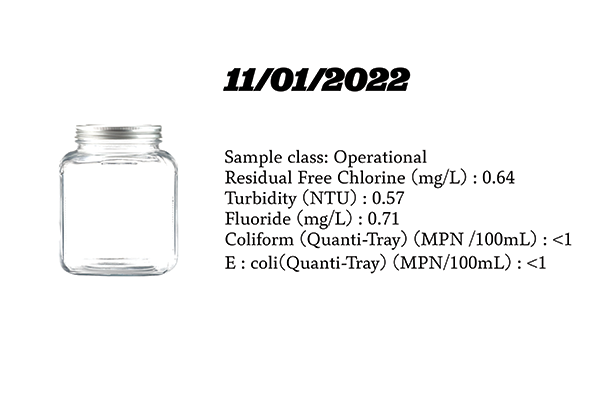 11/01/2022
Sample class: Operational
Residual Free Chlorine (mg/L) : 0.64
Turbidity (NTU) : 0.57
Fluoride (mg/L) : 0.71
Coliform (Quanti-Tray) (MPN /100mL) : <1
E : coli(Quanti-Tray) (MPN/100mL) : <1